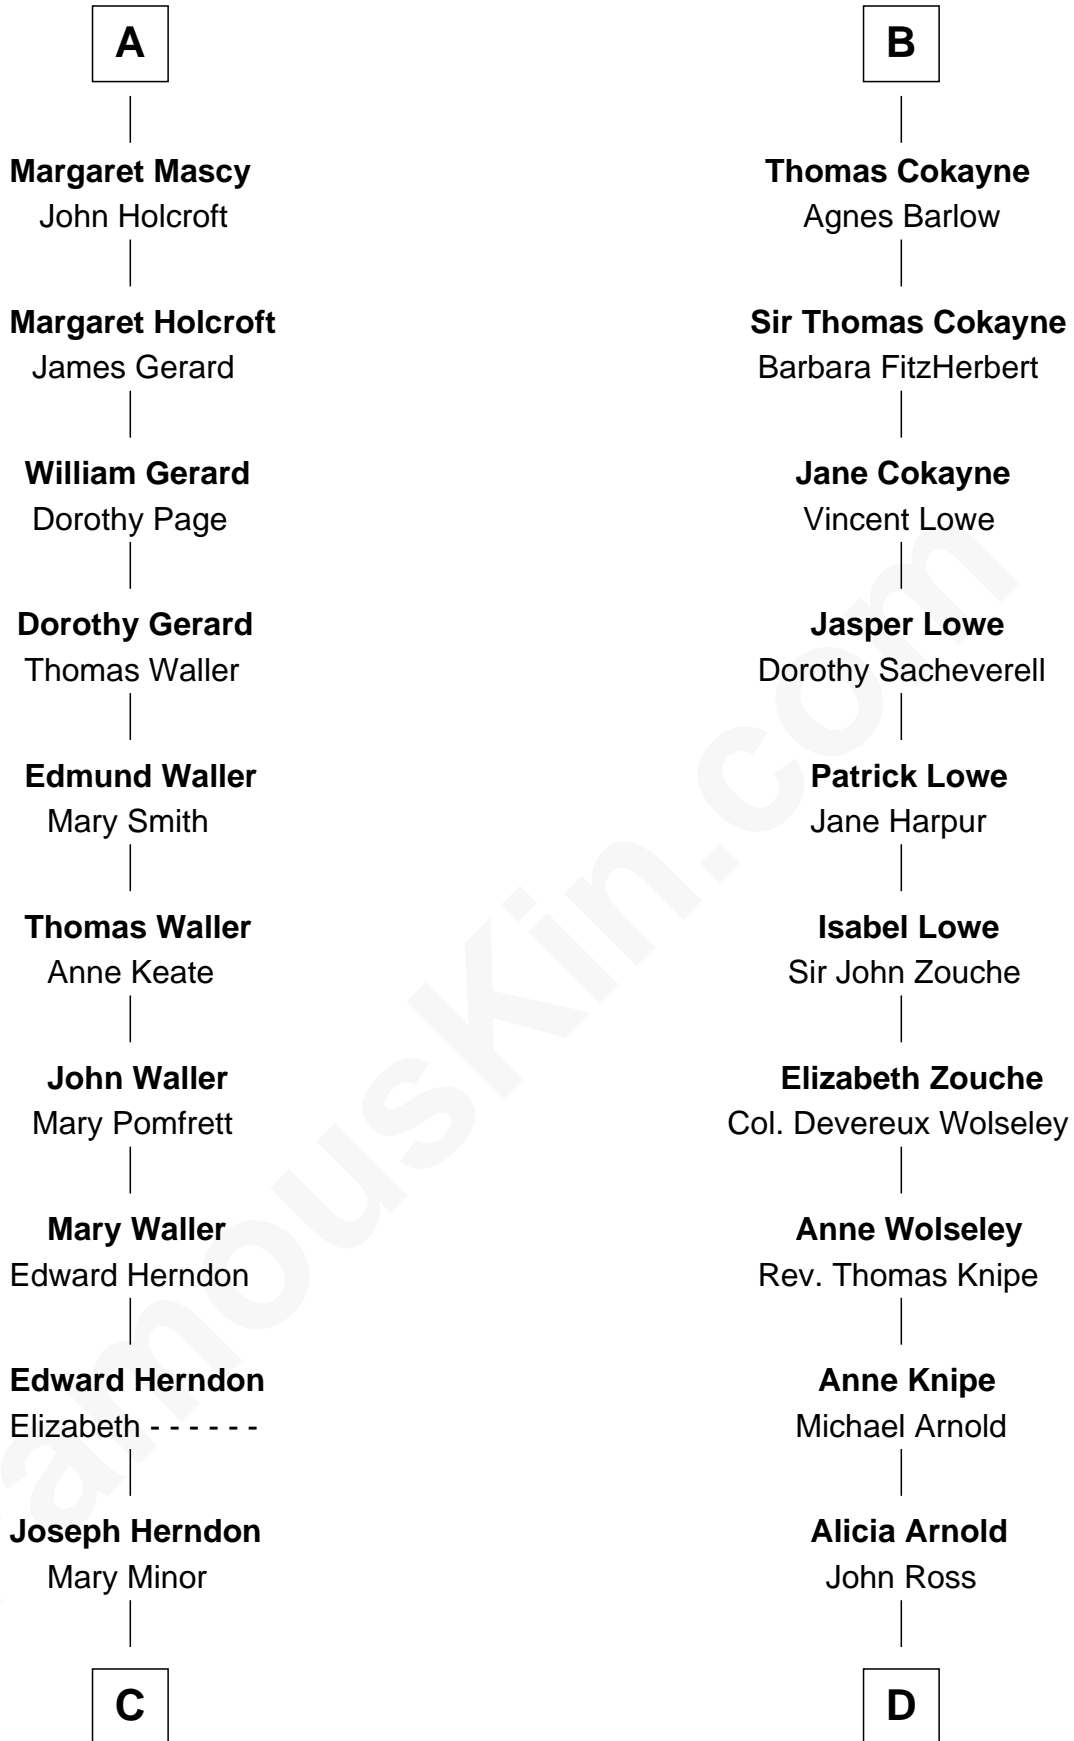 A
Margaret Mascy
John Holcroft
Margaret Holcroft
James Gerard
William Gerard
Dorothy Page
Dorothy Gerard
Thomas Waller
Edmund Waller
Mary Smith
Thomas Waller
Anne Keate
John Waller
Mary Pomfrett
Mary Waller
Edward Herndon
Edward Herndon
Elizabeth - - - - - -
Joseph Herndon
Mary Minor
C
B
Thomas Cokayne
Agnes Barlow
Sir Thomas Cokayne
Barbara FitzHerbert
Jane Cokayne
Vincent Lowe
Jasper Lowe
Dorothy Sacheverell
Patrick Lowe
Jane Harpur
Isabel Lowe
Sir John Zouche
Elizabeth Zouche
Col. Devereux Wolseley
Anne Wolseley
Rev. Thomas Knipe
Anne Knipe
Michael Arnold
Alicia Arnold
John Ross
D
amouskin.com